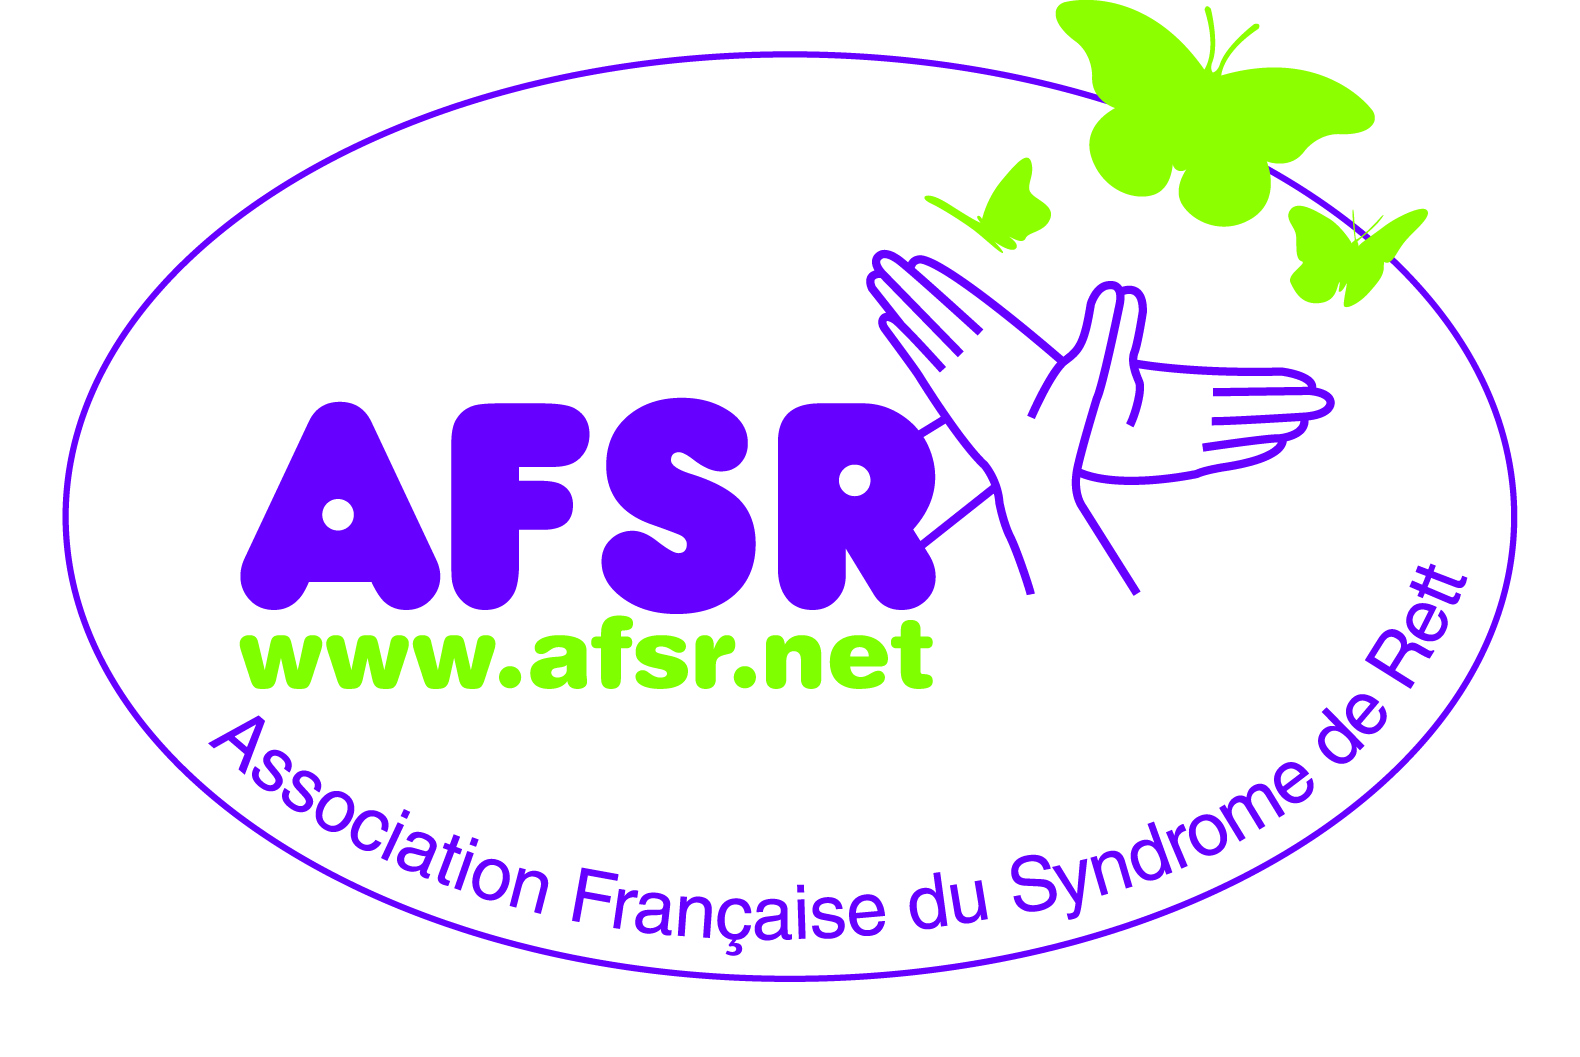 AFSR
www.afsr.net
Association Française du Syndrome de Rett